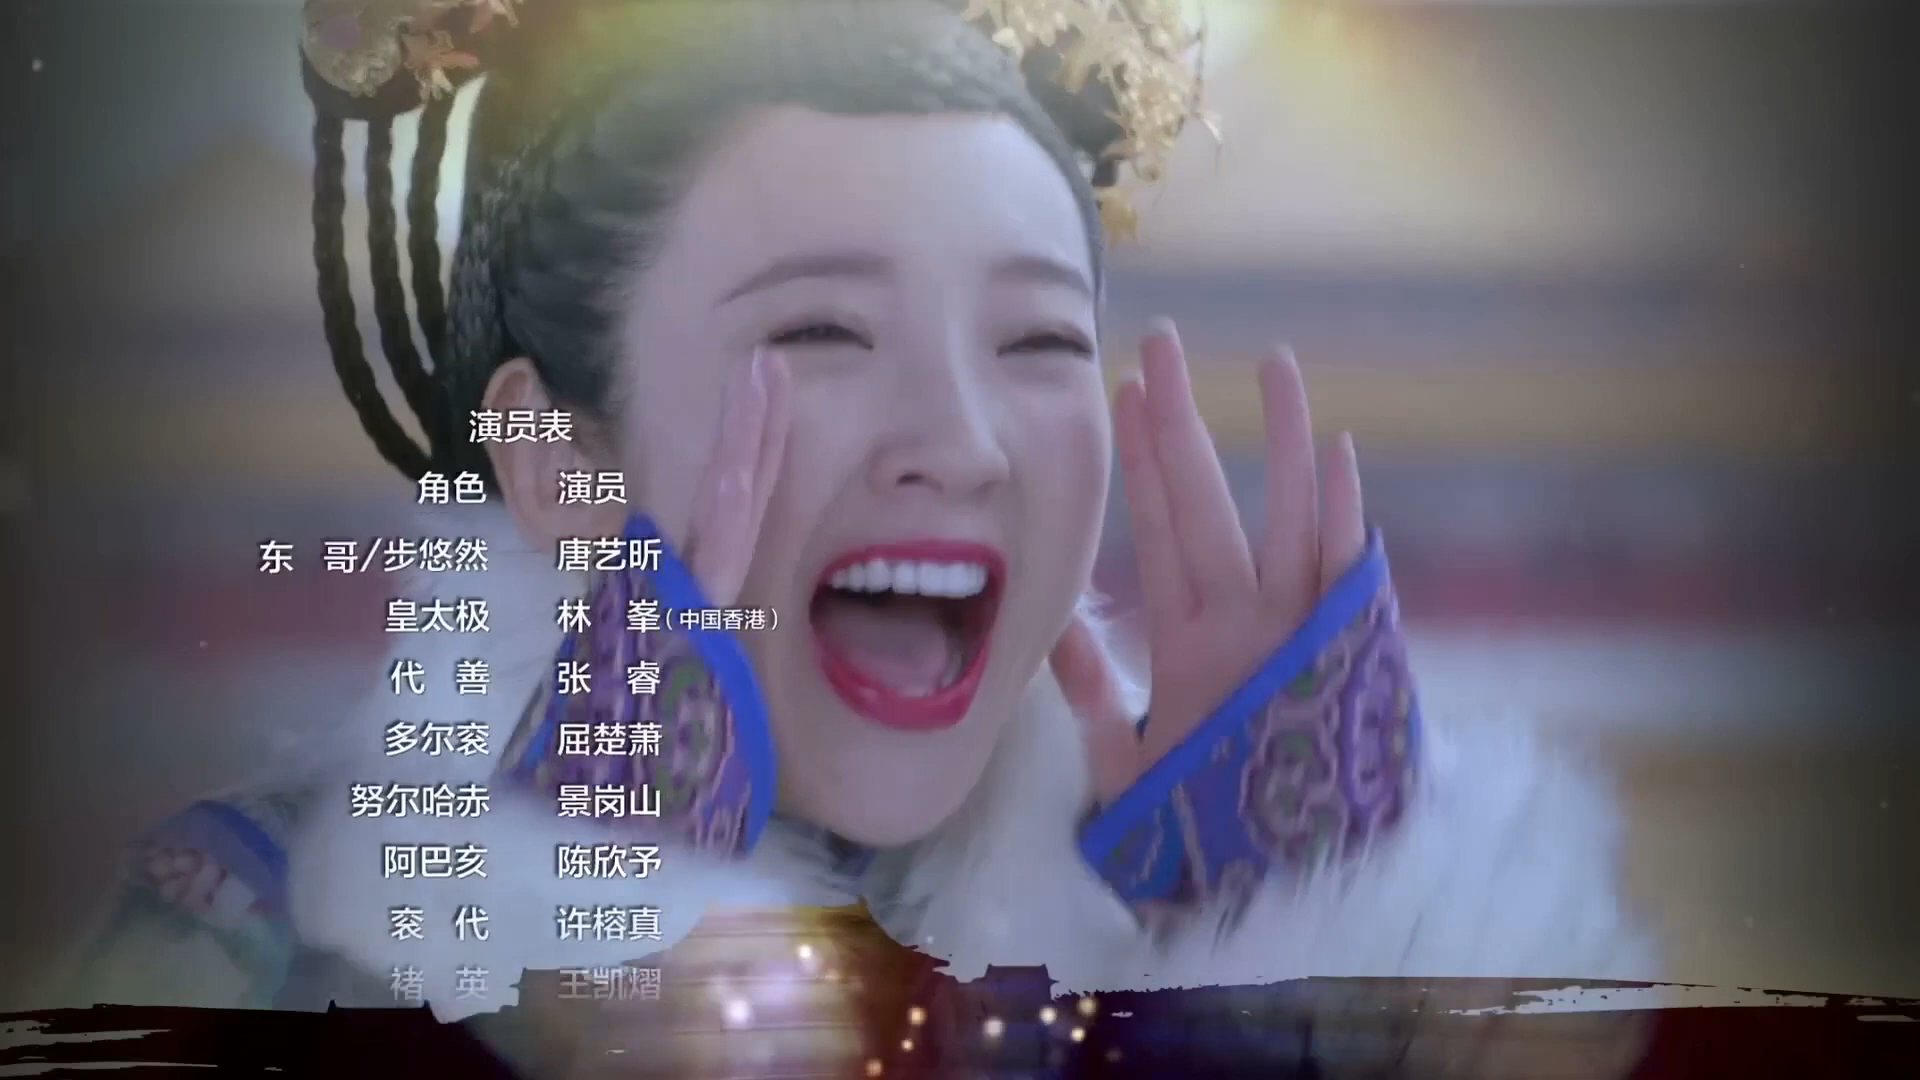 演员表
角色 演员
东 哥/步悠然 唐艺昕
皇太极 林 峯(中国香港)
代 善 张 睿
多尔衮 屈楚萧
努尔哈赤 景岗山
阿巴亥 陈欣予
衮 代 许榕真
褚 英 王凯熠